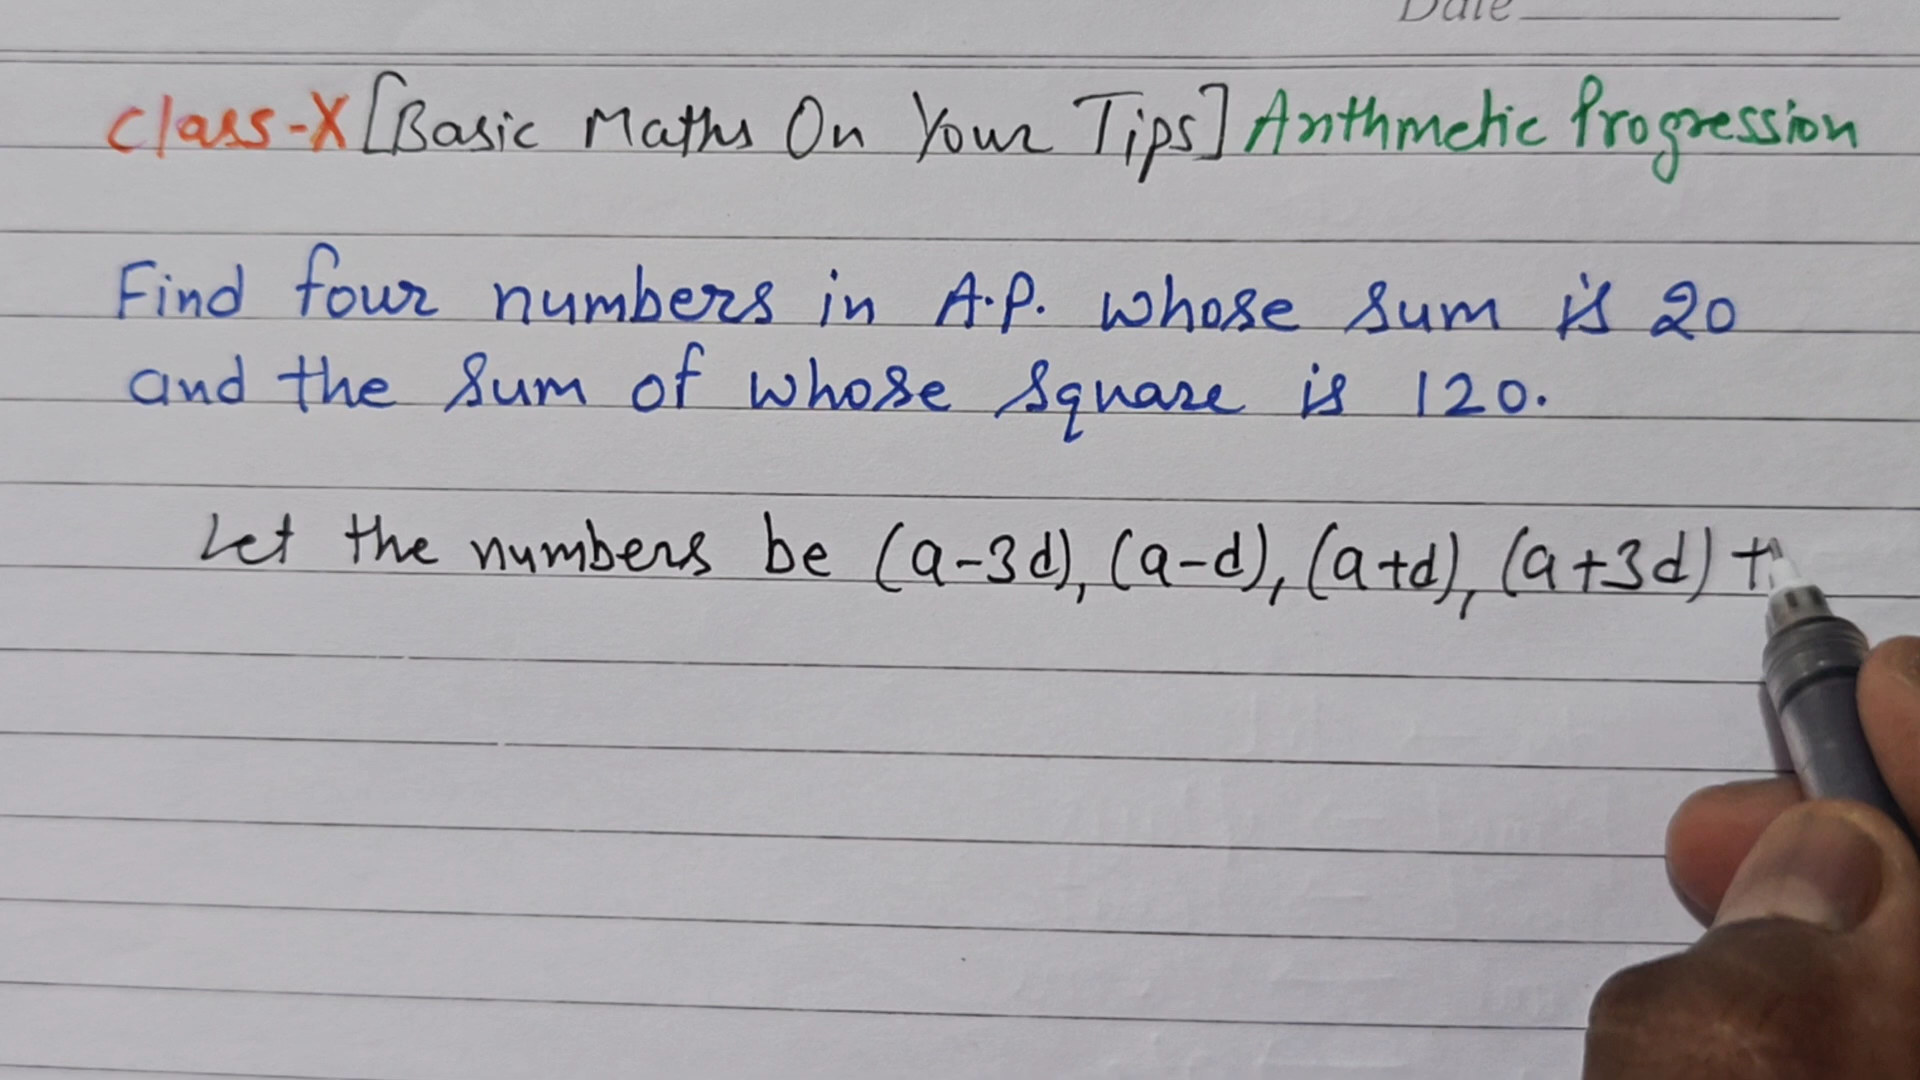 Date
Class-X [Basic Maths On Your Tips] Arithmetic Progression
Find four numbers in A.P. whose sum is 20
and the sum of whose square is 120.
Let the numbers be (a-3d), (a-d), (a+d), (a+3d)